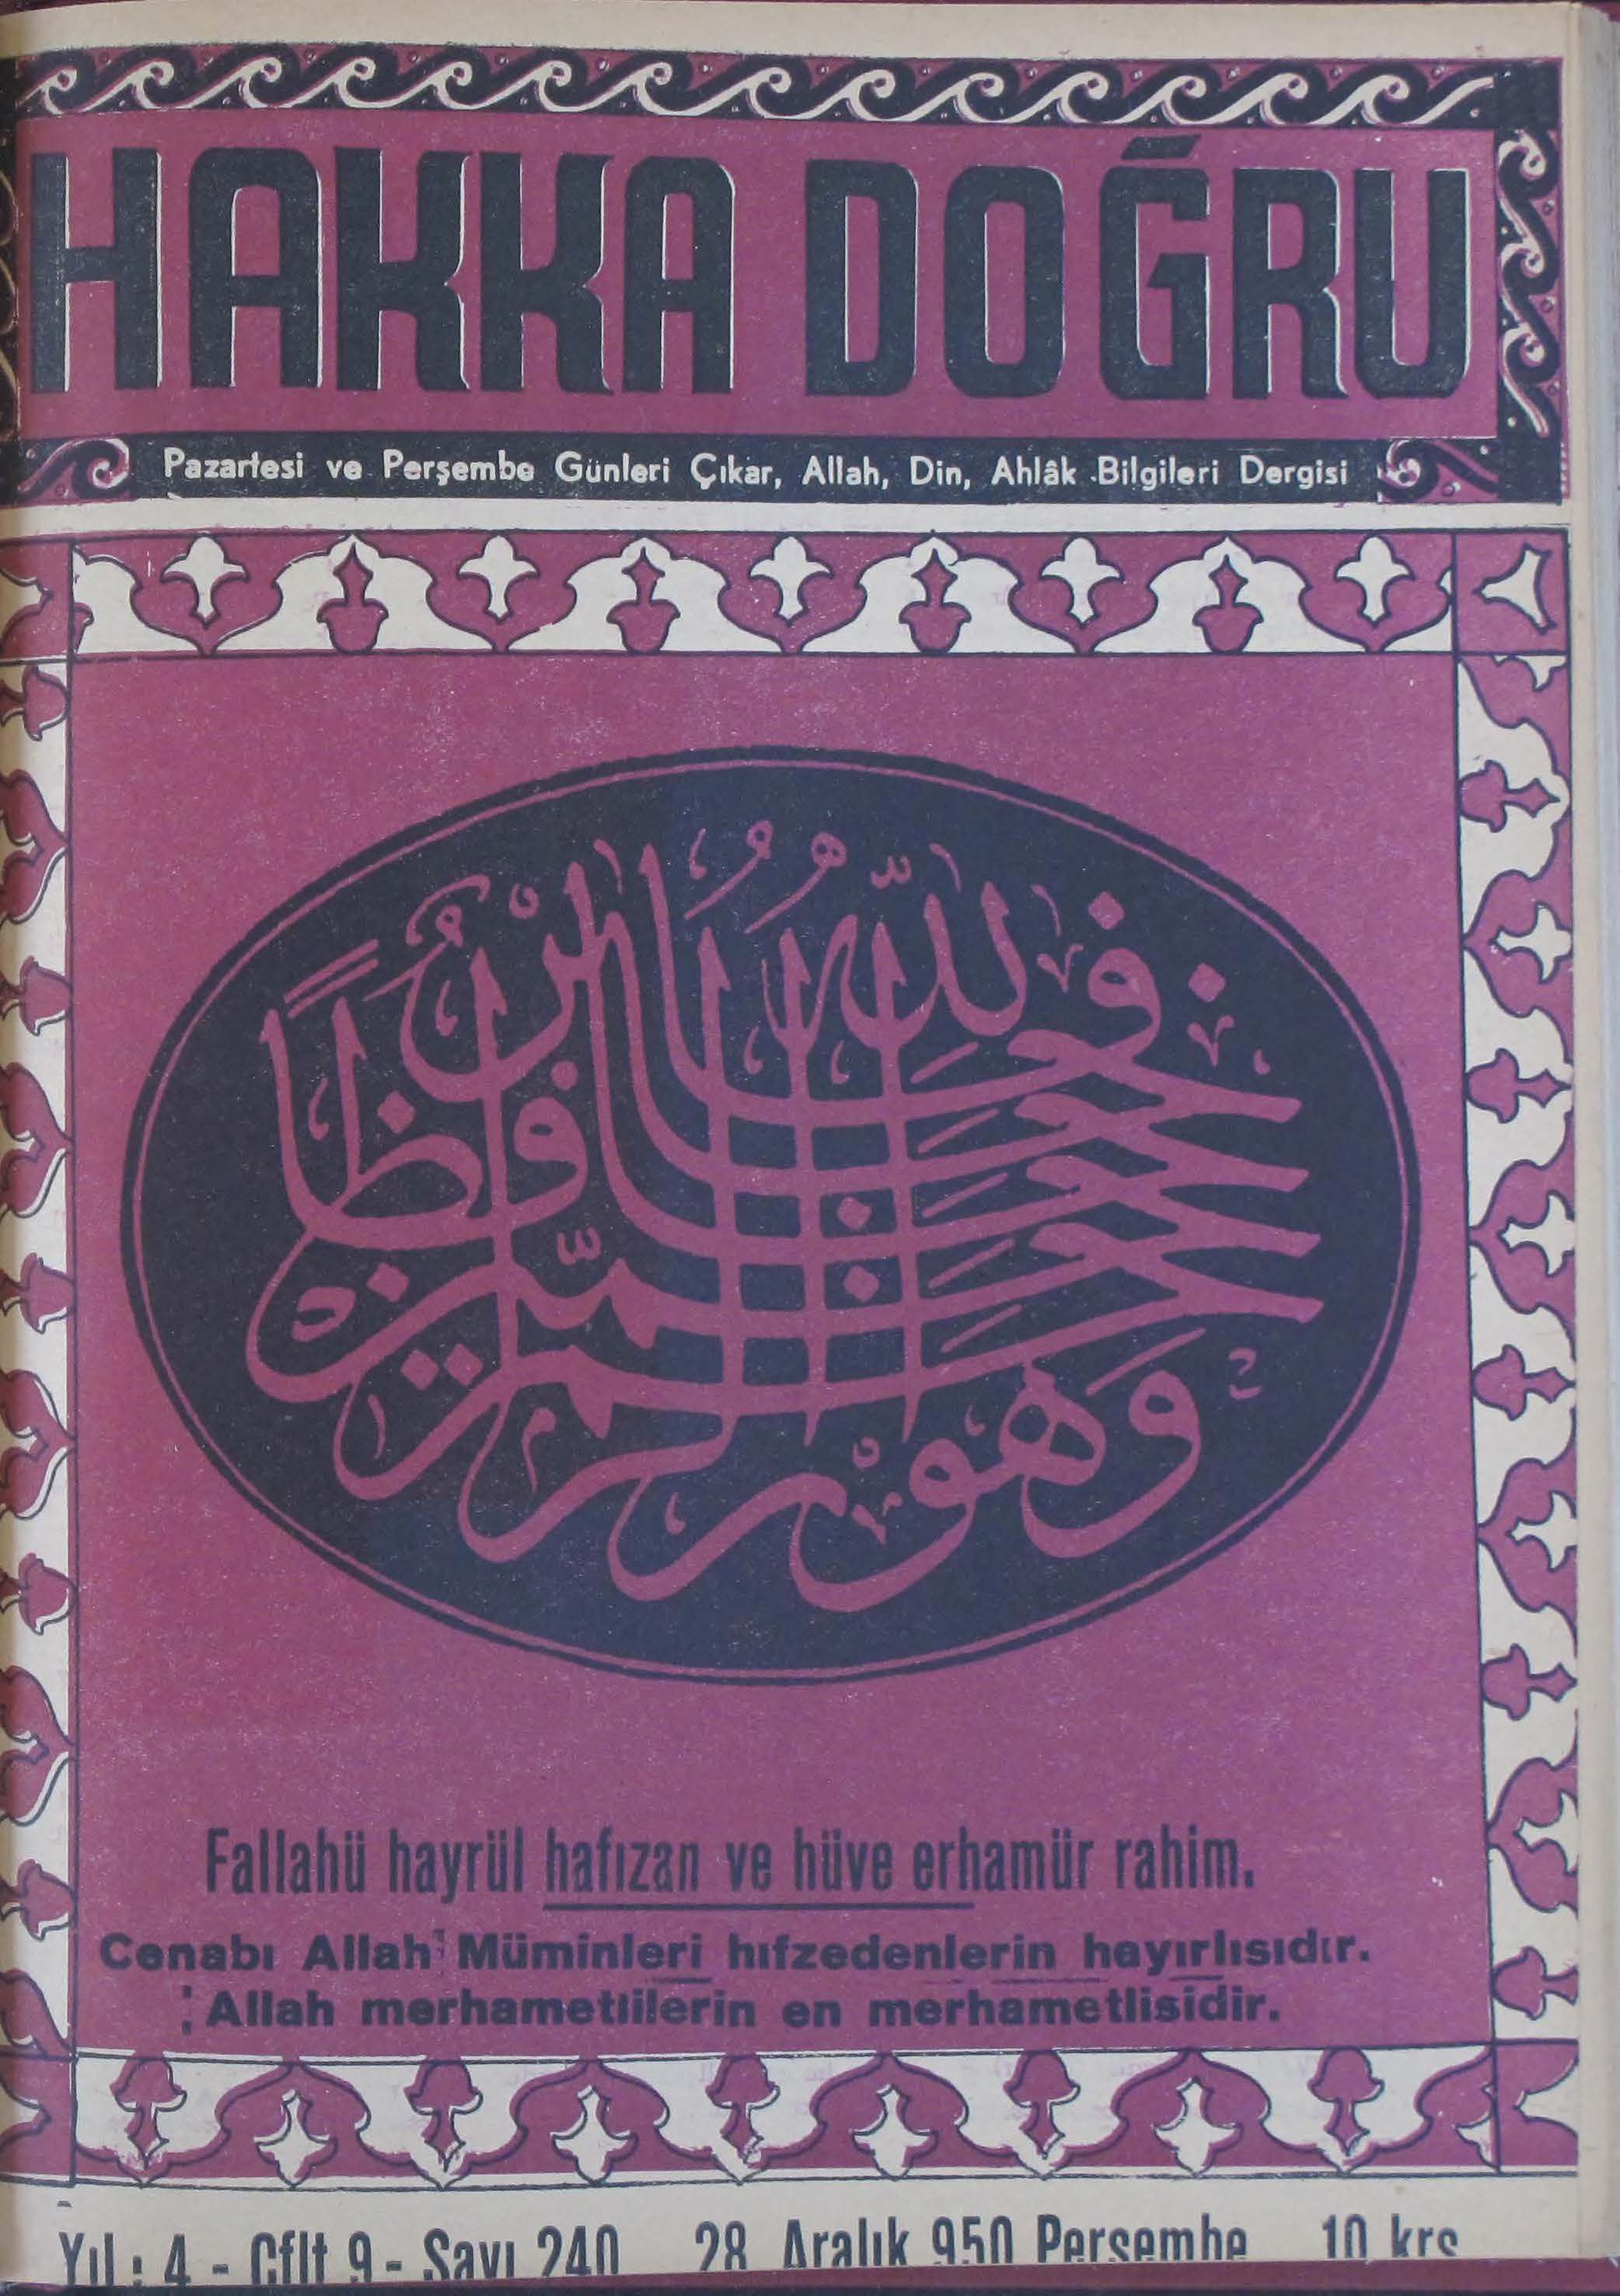 HAKKA DOĞRU
Pazartesi ve Perşembe Günleri Çıkar, Allah, Din, Ahlâk Bilgileri Dergisi
فالله خير حافظا وهو أرحم الراحمين
Fallahü hayrül hafızan ve hüve erhamür rahim.
Cenabı Allah Müminleri hıfzedenlerin hayırlısıdır.
Allah merhametlilerin en merhametlisidir.
Yıl : 4 - Cilt 9 - Sayı 240 28 Aralık 950 Perşembe 10 krş